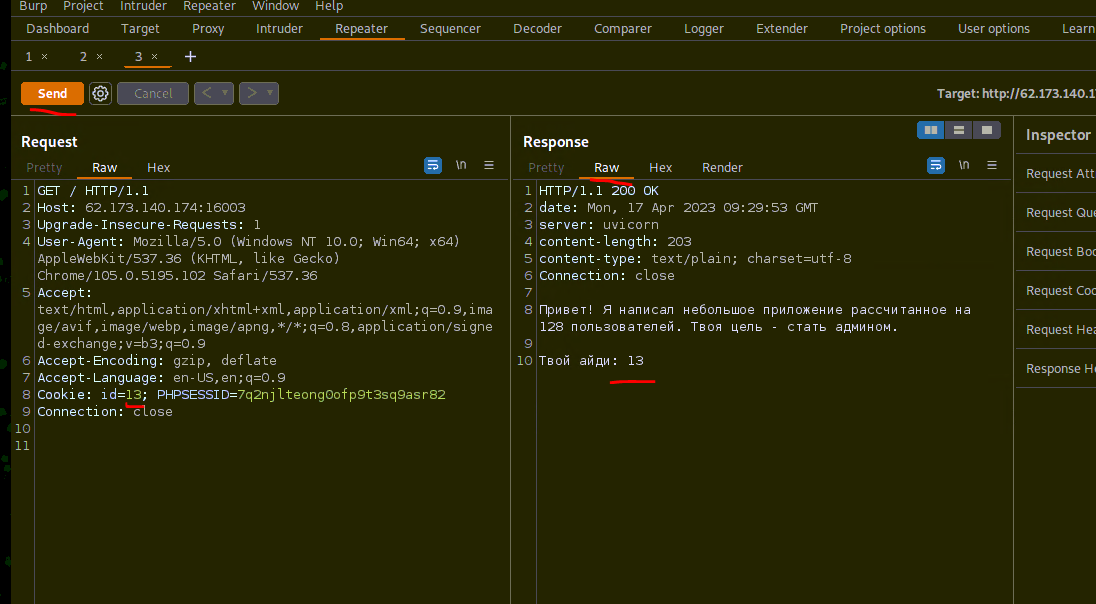 Burp Project Intruder Repeater Window Help
Dashboard Target Proxy Intruder Repeater Sequencer Decoder Comparer Logger Extender Project options User options Learn
1 × 2 × 3 × +
Send Cancel < >
Target: http://62.173.140.17
Request
Pretty Raw Hex \n
1 GET / HTTP/1.1
2 Host: 62.173.140.174:16003
3 Upgrade-Insecure-Requests: 1
4 User-Agent: Mozilla/5.0 (Windows NT 10.0; Win64; x64)
AppleWebKit/537.36 (KHTML, like Gecko)
Chrome/105.0.5195.102 Safari/537.36
5 Accept:
text/html,application/xhtml+xml,application/xml;q=0.9,ima
ge/avif,image/webp,image/apng,*/*;q=0.8,application/signe
d-exchange;v=b3;q=0.9
6 Accept-Encoding: gzip, deflate
7 Accept-Language: en-US,en;q=0.9
8 Cookie: id=13; PHPSESSID=7q2njlteong0ofp9t3sq9asr82
9 Connection: close
10
11
Response
Pretty Raw Hex Render \n
1 HTTP/1.1 200 OK
2 date: Mon, 17 Apr 2023 09:29:53 GMT
3 server: uvicorn
4 content-length: 203
5 content-type: text/plain; charset=utf-8
6 Connection: close
7
8 Привет! Я написал небольшое приложение рассчитанное на
128 пользователей. Твоя цель - стать админом.
9
10 Твой айди: 13
Inspector
Request Att
Request Que
Request Bod
Request Coo
Request Hea
Response He